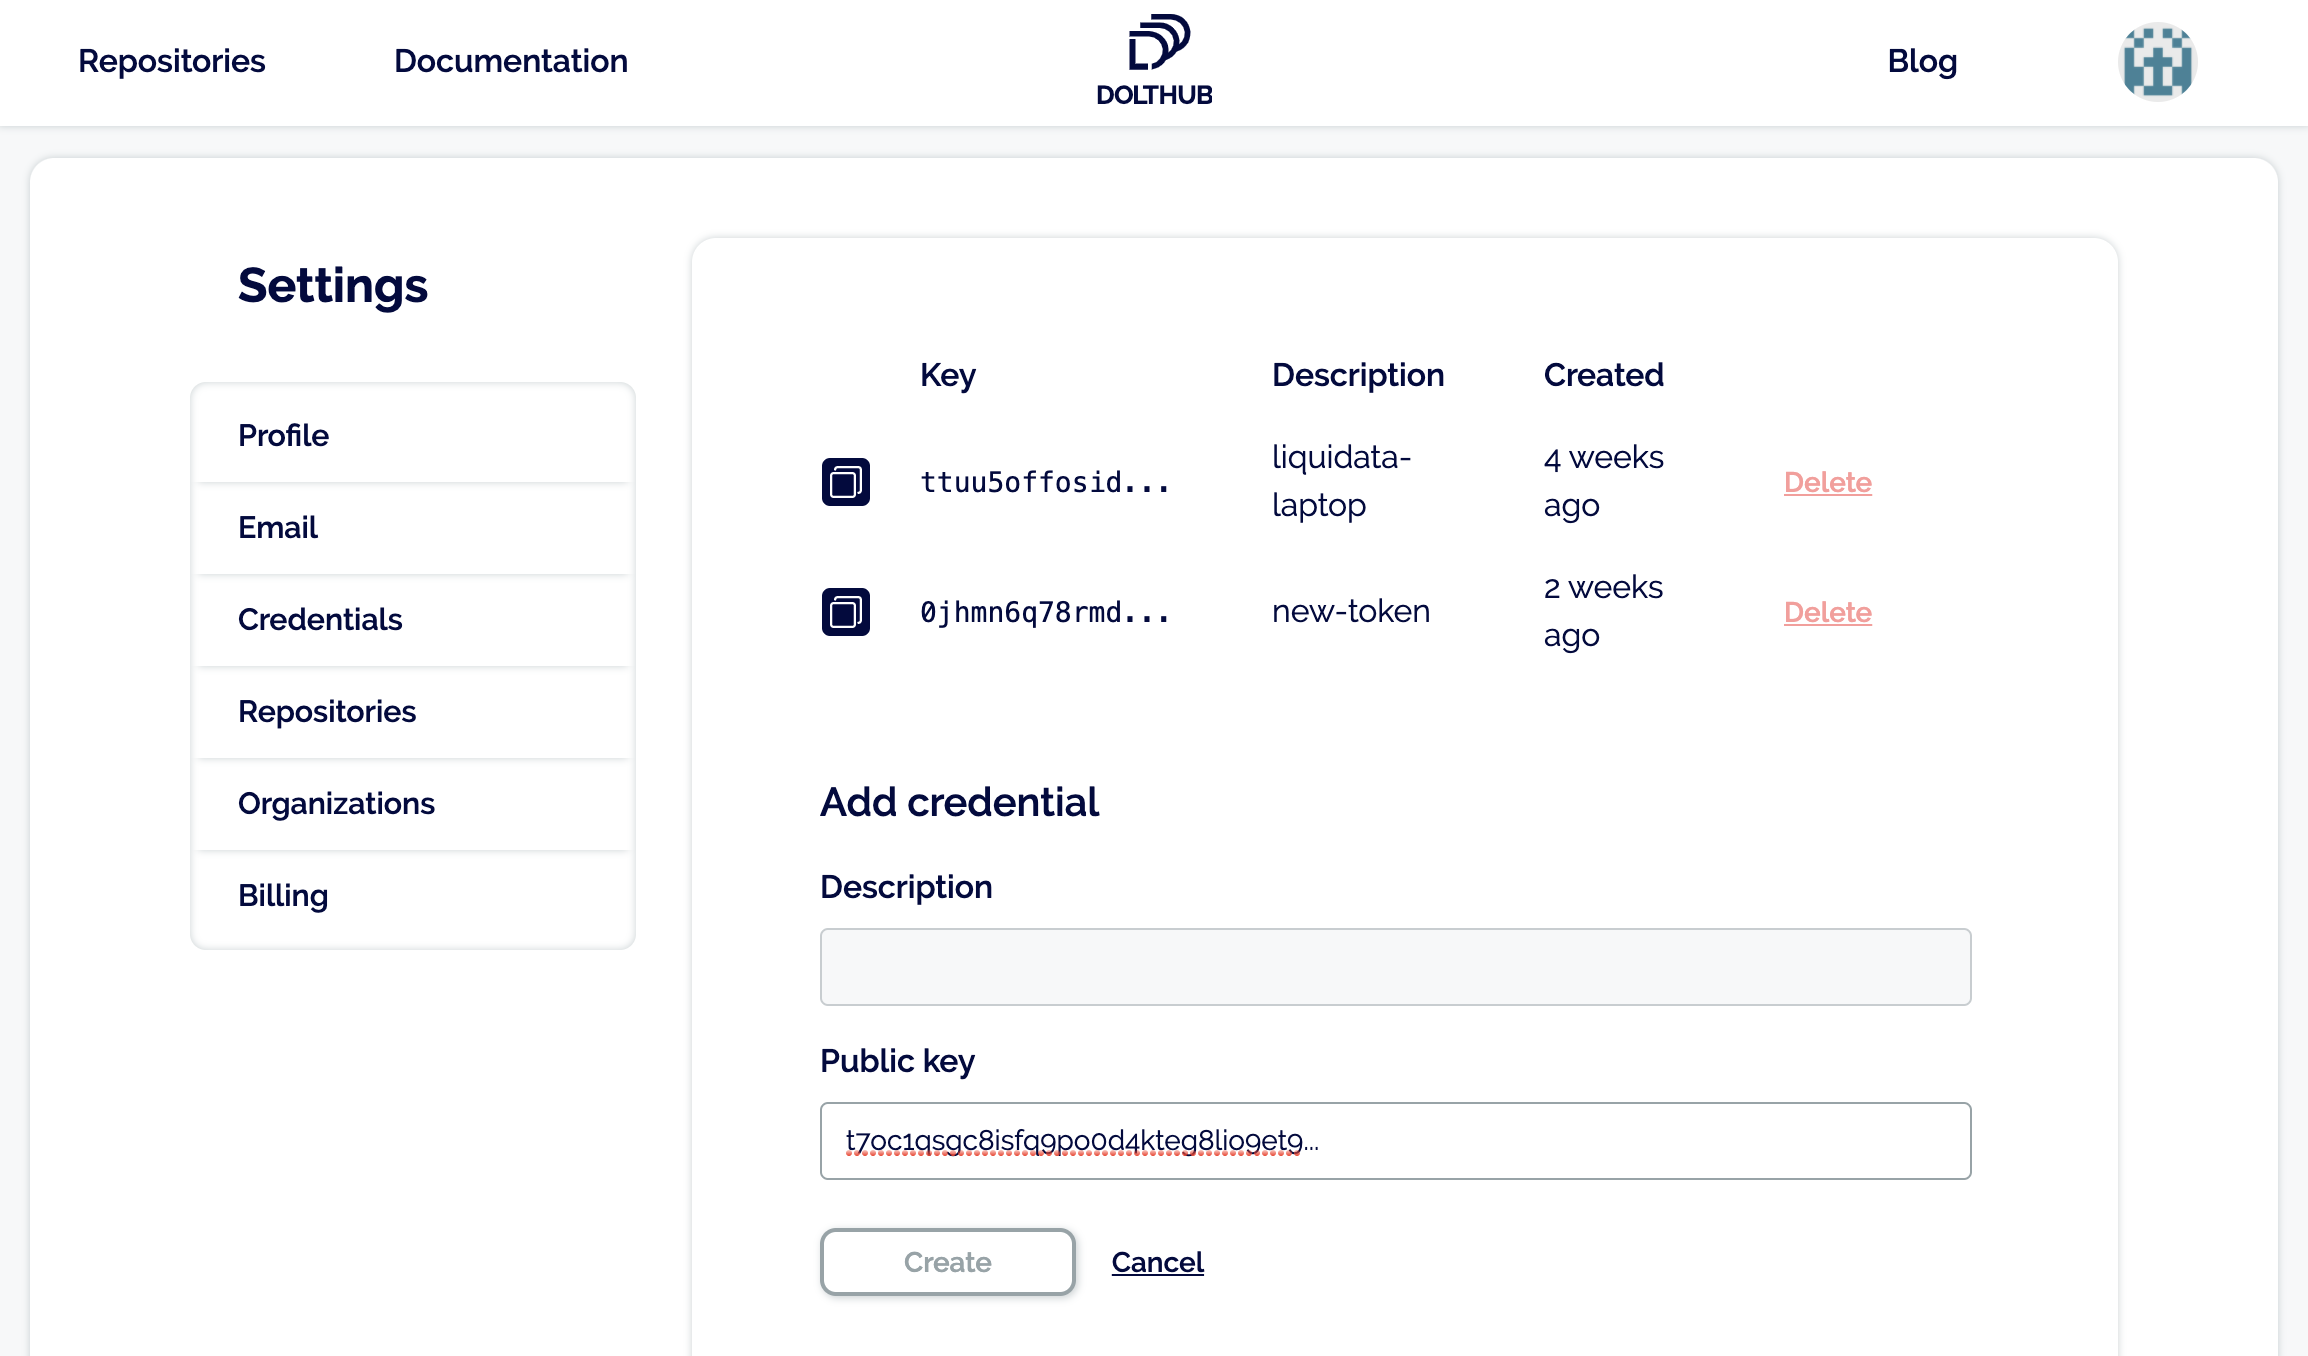 Repositories
Documentation
DOLTHUB
Blog
Settings
Profile
Email
Credentials
Repositories
Organizations
Billing
Key Description Created
ttuu5offosid... liquidata-laptop 4 weeks ago Delete
0jhmn6q78rmd... new-token 2 weeks ago Delete
Add credential
Description
Public key
t7oc1qsgc8isfq9po0d4kteg8lio9et9...
Create Cancel